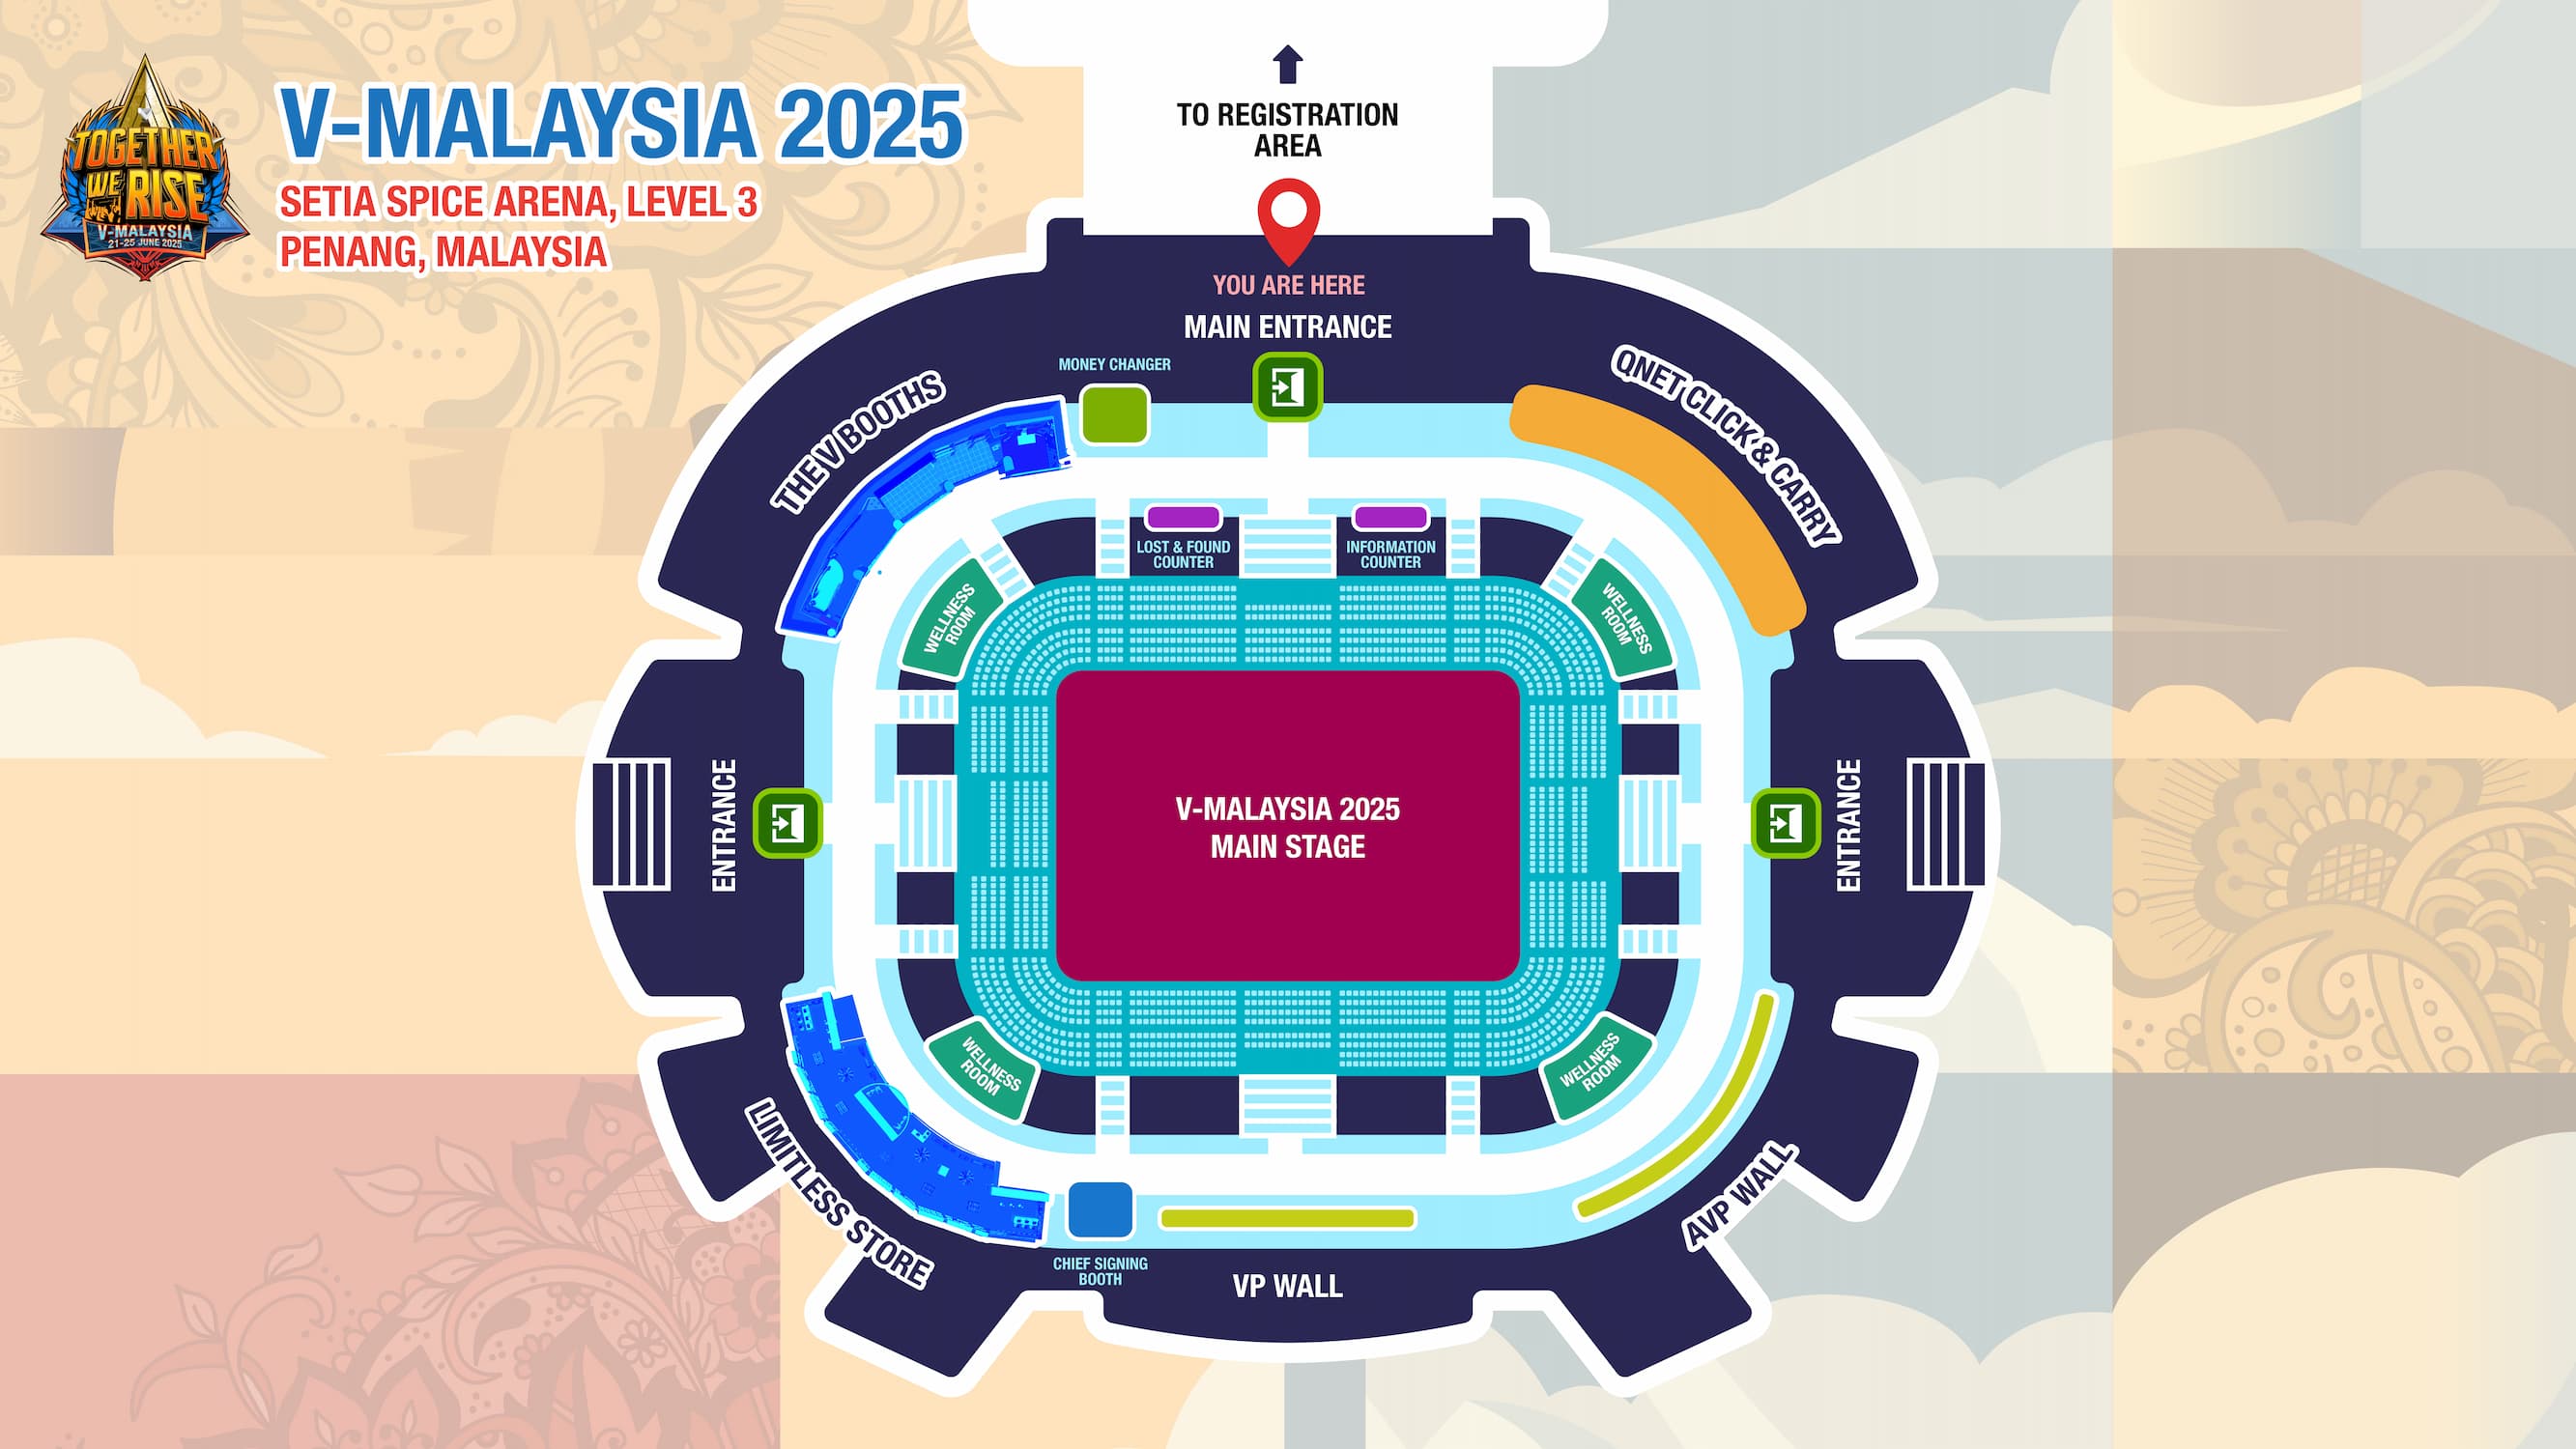 TOGETHER
WE RISE
V-MALAYSIA
21-25 JUNE 2025
V-MALAYSIA 2025
SETIA SPICE ARENA, LEVEL 3
PENANG, MALAYSIA
TO REGISTRATION
AREA
YOU ARE HERE
MAIN ENTRANCE
MONEY CHANGER
THE V BOOTHS
QNET CLICK & CARRY
LOST & FOUND
COUNTER
INFORMATION
COUNTER
WELLNESS
ROOM
WELLNESS
ROOM
ENTRANCE
V-MALAYSIA 2025
MAIN STAGE
ENTRANCE
WELLNESS
ROOM
WELLNESS
ROOM
LIMITLESS STORE
AVP WALL
CHIEF SIGNING
BOOTH
VP WALL